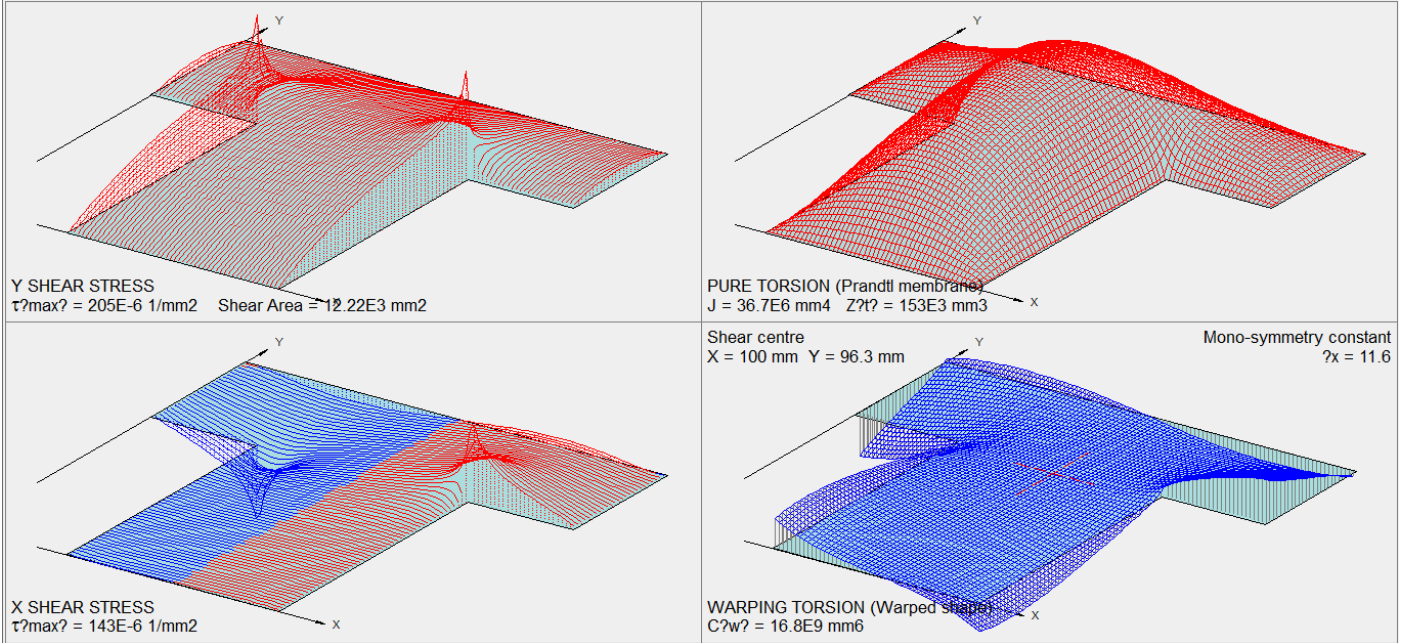 Y
X
Y SHEAR STRESS
τ?max? = 205E-6 1/mm2 Shear Area = 12.22E3 mm2
Y
X
PURE TORSION (Prandtl membrane)
J = 36.7E6 mm4 Z?t? = 153E3 mm3
Y
X
X SHEAR STRESS
τ?max? = 143E-6 1/mm2
Shear centre
X = 100 mm Y = 96.3 mm
Mono-symmetry constant
?x = 11.6
Y
X
WARPING TORSION (Warped shape)
C?w? = 16.8E9 mm6